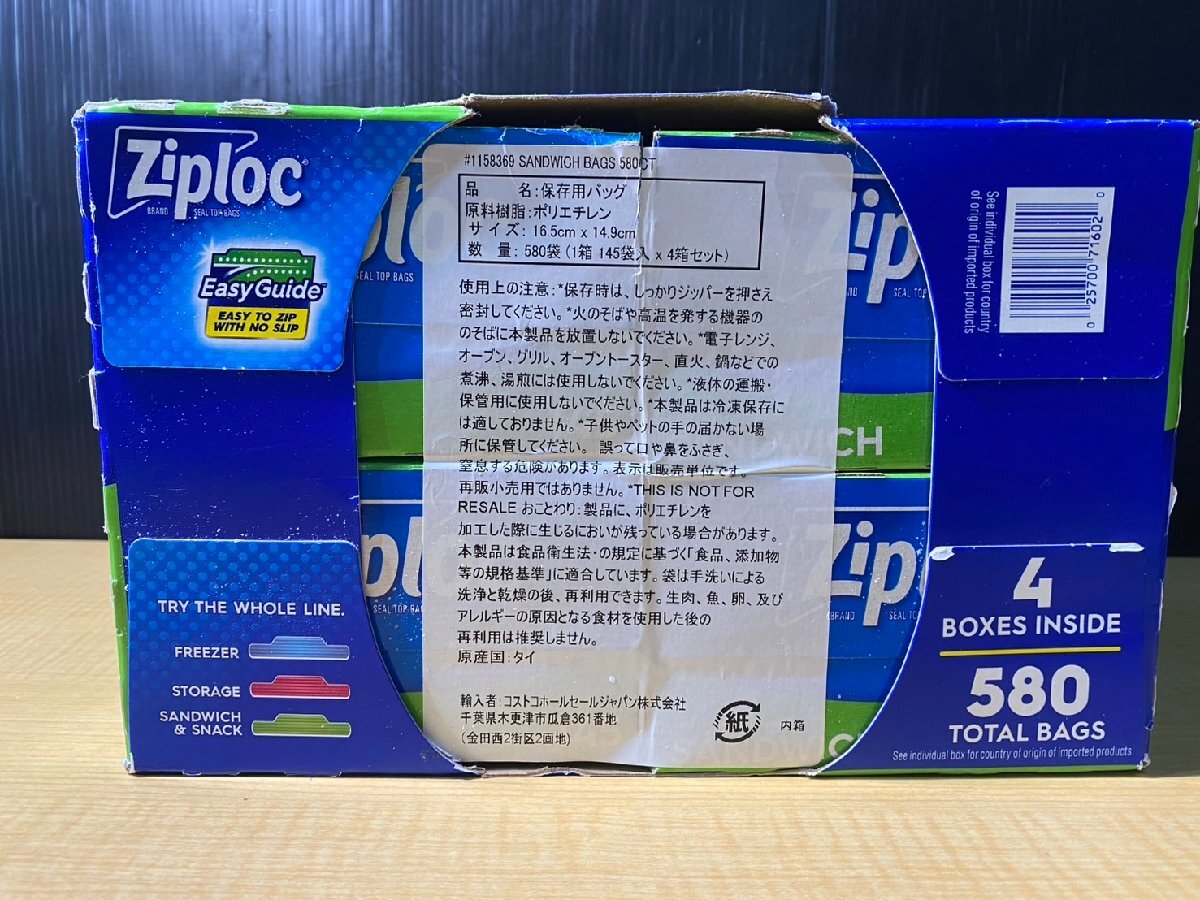 Ziploc
BRAND SEAL TOP BAGS
EasyGuide
EASY TO ZIP
WITH NO SLIP
TRY THE WHOLE LINE.
FREEZER
STORAGE
SANDWICH
& SNACK
#1158369 SANDWICH BAGS 580CT
品 名:保存用バッグ
原料樹脂:ポリエチレン
サイズ: 16.5cm x 14.9cm
数 量: 580袋 (1箱 145袋入 x 4箱セット)
使用上の注意:*保存時は、しっかりジッパーを押さえ
密封してください。*火のそばや高温を発する機器の
のそばに本製品を放置しないでください。*電子レンジ、
オーブン、グリル、オーブントースター、直火、鍋などでの
煮沸、湯煎には使用しないでください。*液体の運搬・
保管用に使用しないでください。*本製品は冷凍保存に
は適しておりません。*子供やペットの手の届かない場
所に保管してください。 誤って口や鼻をふさぎ、
窒息する危険があります。表示は販売単位です。
再販小売用ではありません。*THIS IS NOT FOR
RESALE おことわり:製品に、ポリエチレンを
加工した際に生じるにおいが残っている場合があります。
本製品は食品衛生法・の規定に基づく「食品、添加物
等の規格基準」に適合しています。袋は手洗いによる
洗浄と乾燥の後、再利用できます。生肉、魚、卵、及び
アレルギーの原因となる食材を使用した後の
再利用は推奨しません。
原産国:タイ
輸入者:コストコホールセールジャパン株式会社
千葉県木更津市瓜倉361番地
(金田西2街区2画地)
紙
内箱
plo
SEAL TOP BAGS
Zip
SEAL TO
WICH
pl
SEAL TOP BA
Zip
BRAND SEAL TO
DWICH
See individual box for country
of origin of imported products
0 25700 71602 0
4
BOXES INSIDE
580
TOTAL BAGS
See individual box for country of origin of imported products